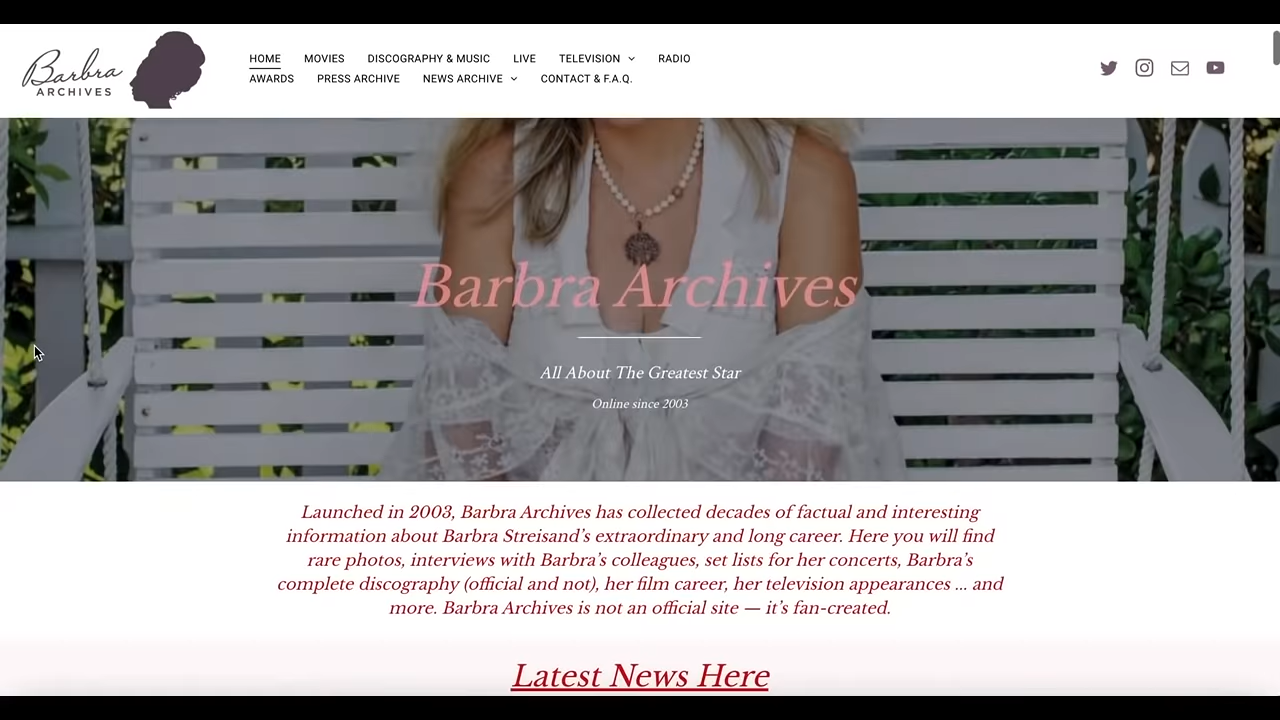 Barbra
ARCHIVES
HOME MOVIES DISCOGRAPHY & MUSIC LIVE TELEVISION RADIO
AWARDS PRESS ARCHIVE NEWS ARCHIVE CONTACT & F.A.Q.
Barbra Archives
All About The Greatest Star
Online since 2003
Launched in 2003, Barbra Archives has collected decades of factual and interesting
information about Barbra Streisand’s extraordinary and long career. Here you will find
rare photos, interviews with Barbra’s colleagues, set lists for her concerts, Barbra’s
complete discography (official and not), her film career, her television appearances ... and
more. Barbra Archives is not an official site — it’s fan-created.
Latest News Here